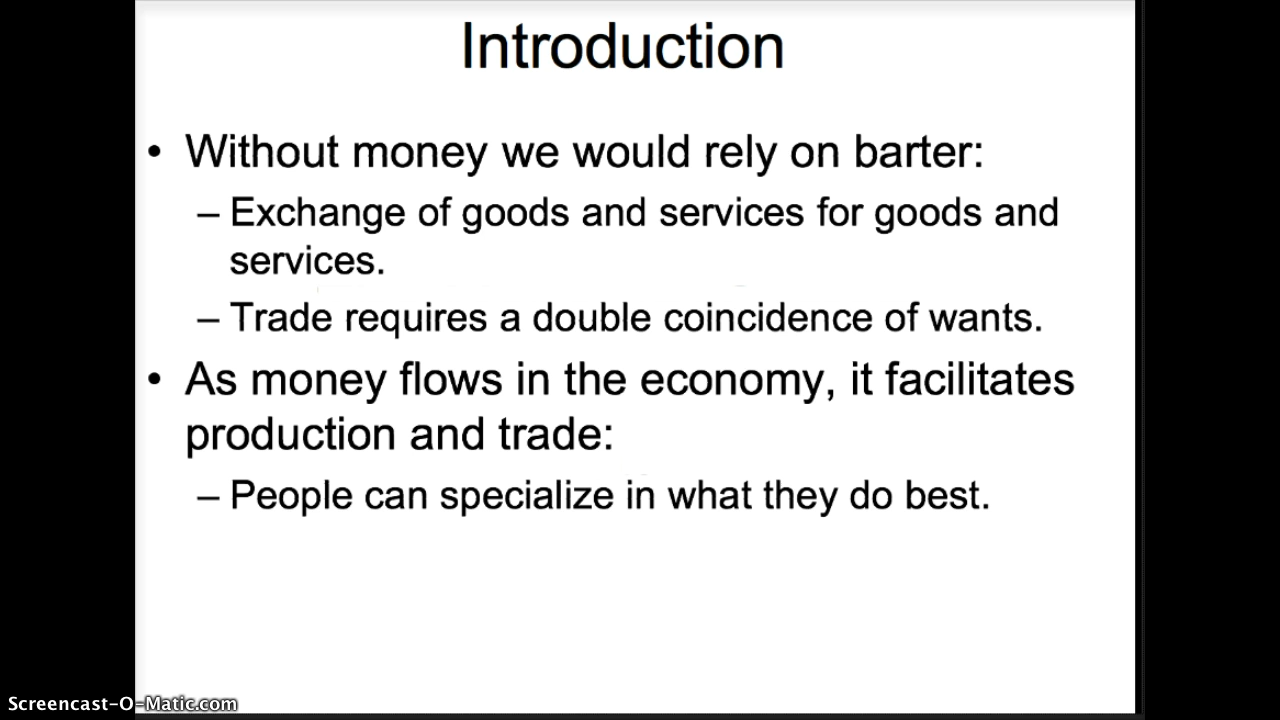 Introduction
• Without money we would rely on barter:
– Exchange of goods and services for goods and
services.
– Trade requires a double coincidence of wants.
• As money flows in the economy, it facilitates
production and trade:
– People can specialize in what they do best.
Screencast-O-Matic.com